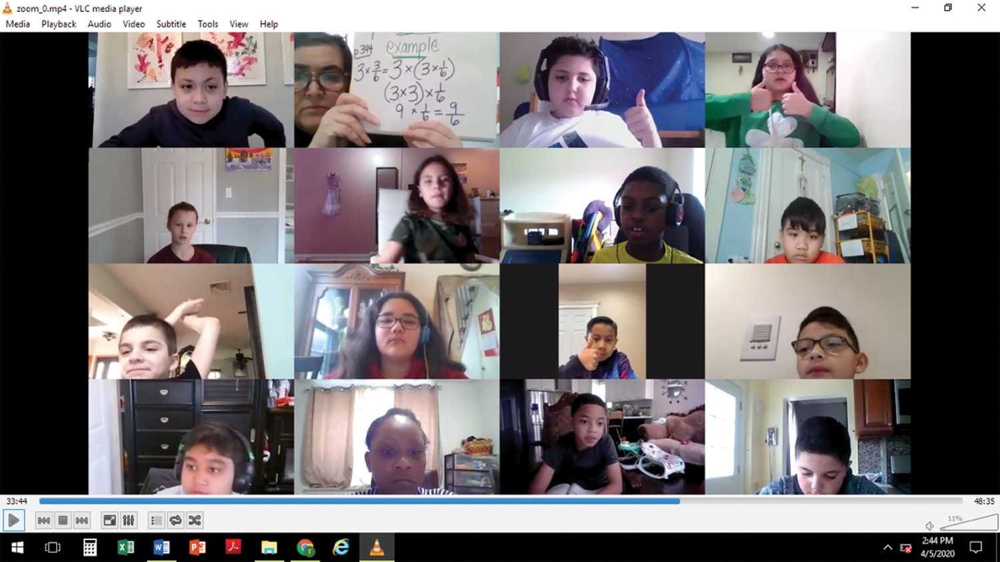 zoom_0.mp4 - VLC media player
Media Playback Audio Video Subtitle Tools View Help
p.394 example
3 × 3/6 = 3 × (3 × 1/6)
(3×3) × 1/6
9 × 1/6 = 9/6
33:44
48:35
11%
2:44 PM
4/5/2020